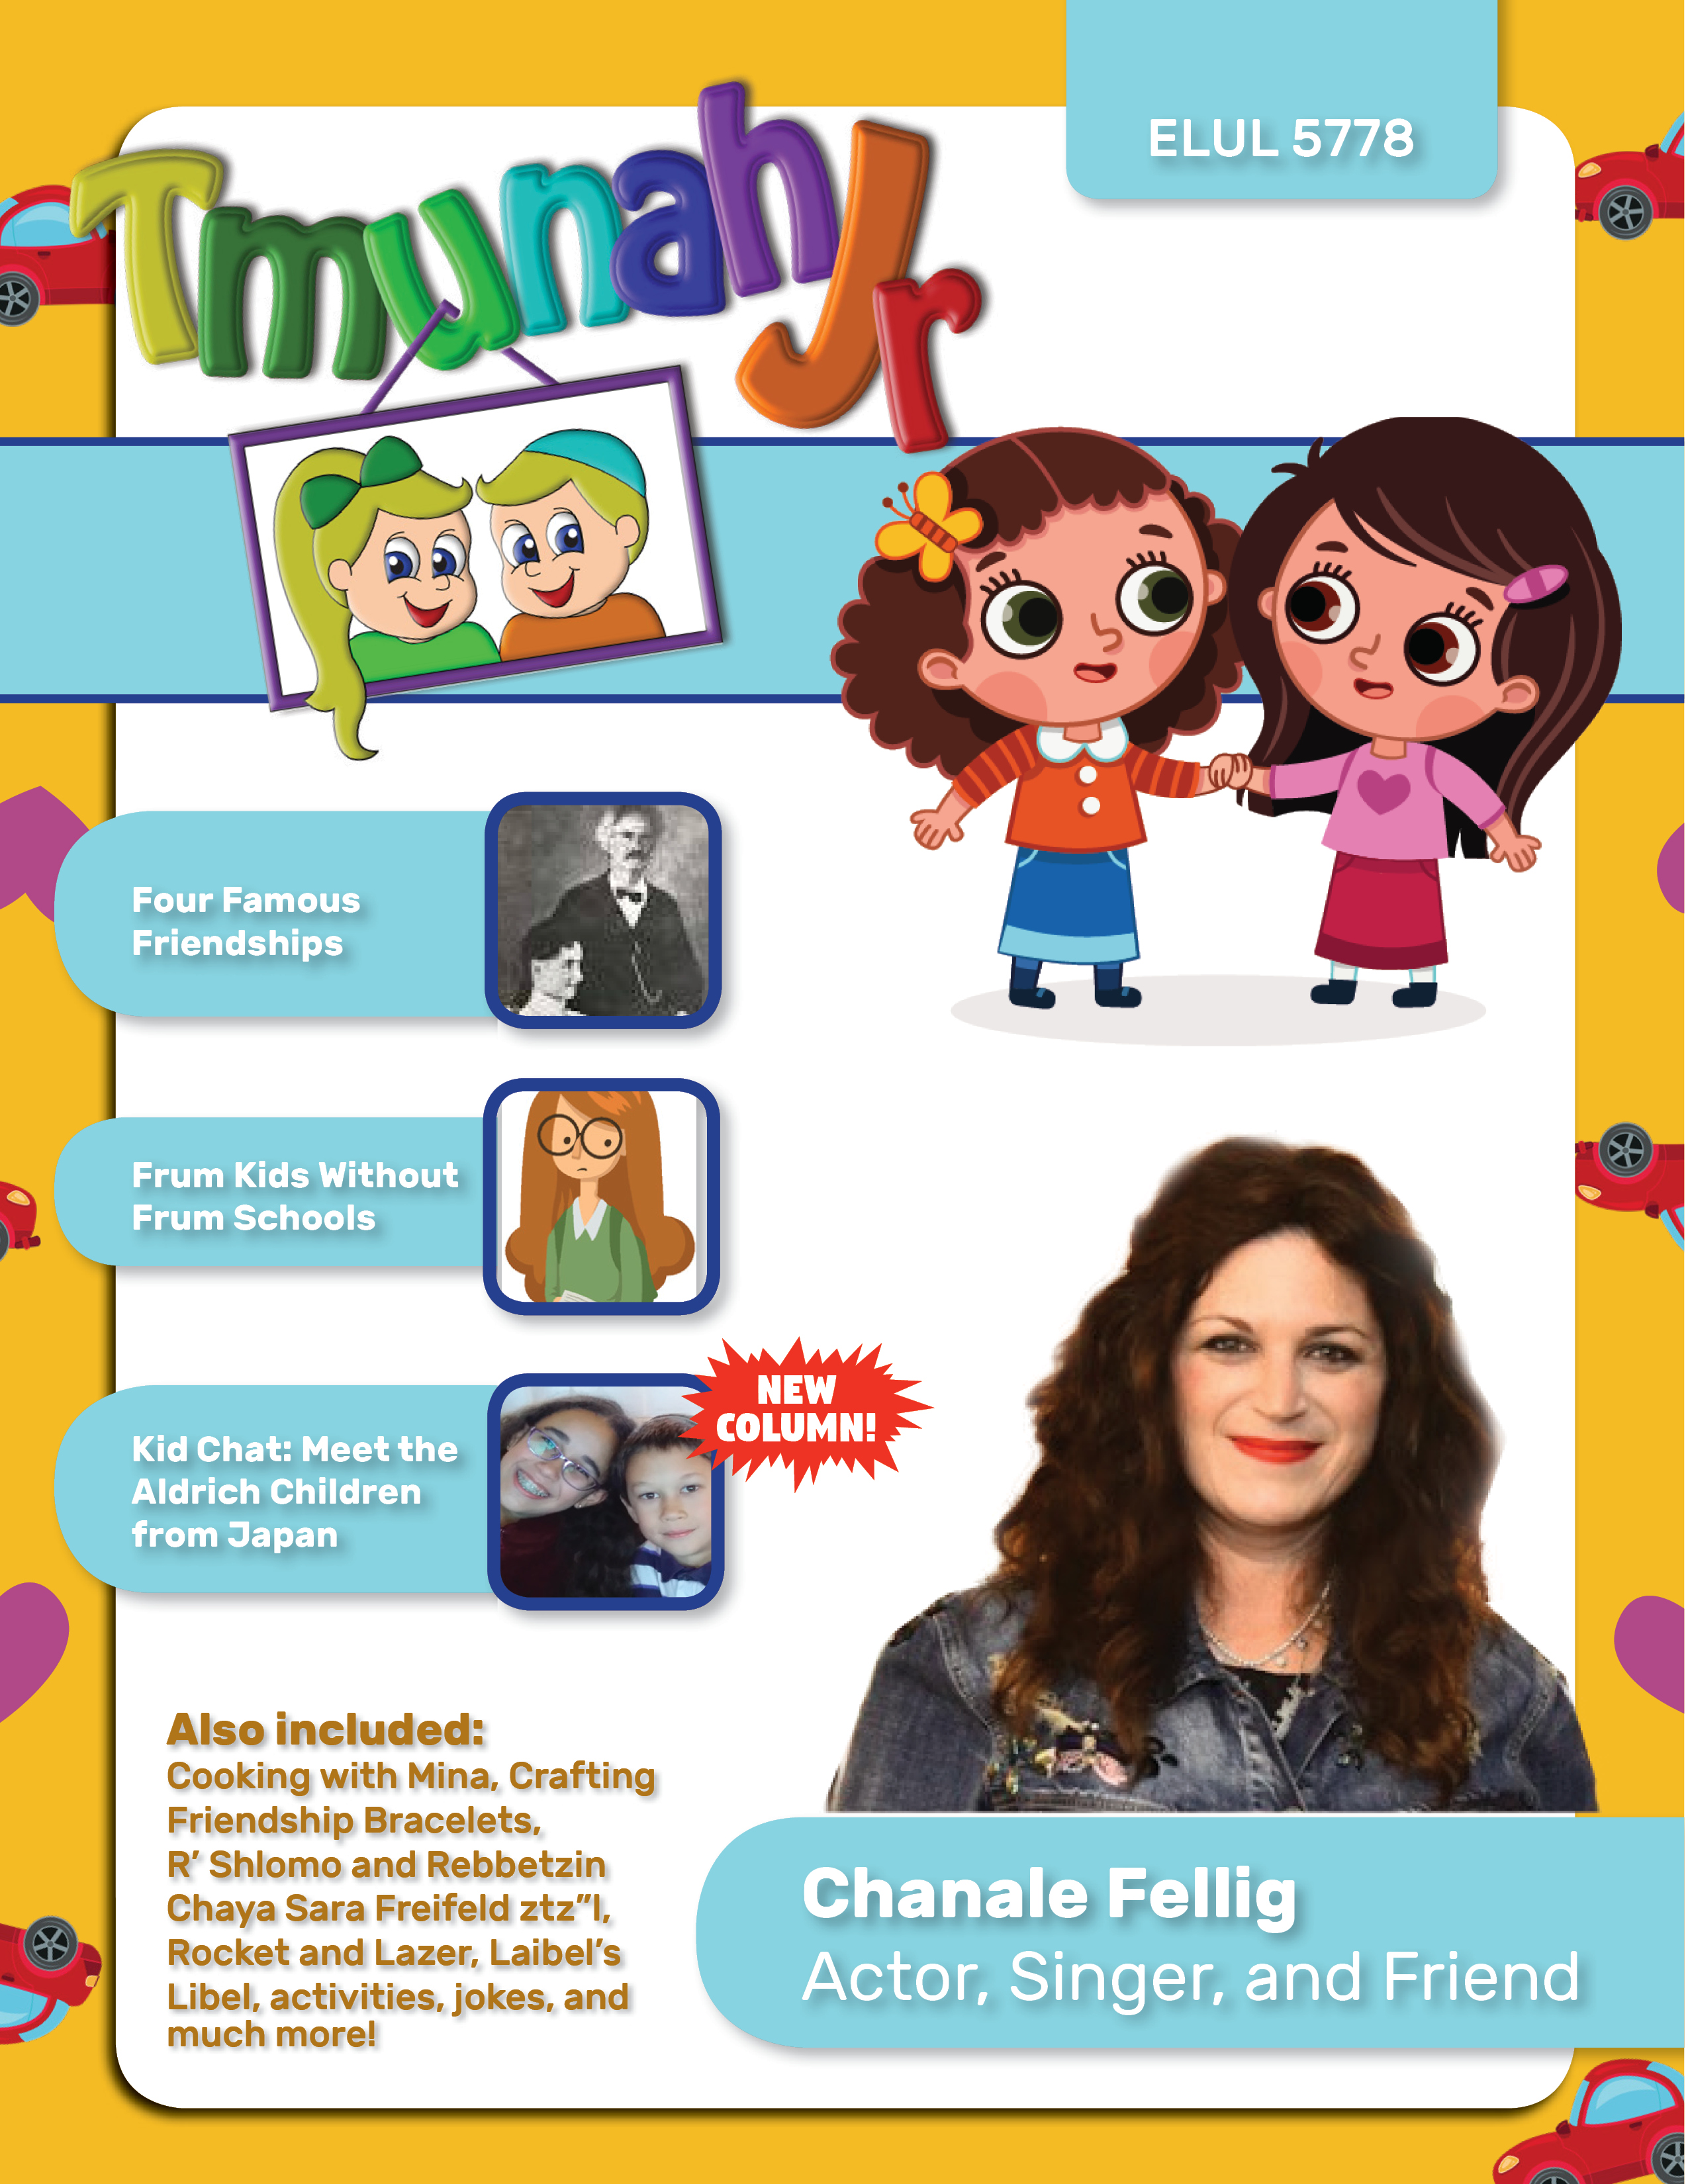 ELUL 5778
Tmunah Jr
Four Famous
Friendships
Frum Kids Without
Frum Schools
NEW
COLUMN!
Kid Chat: Meet the
Aldrich Children
from Japan
Also included:
Cooking with Mina, Crafting
Friendship Bracelets,
R’ Shlomo and Rebbetzin
Chaya Sara Freifeld ztz”l,
Rocket and Lazer, Laibel’s
Libel, activities, jokes, and
much more!
Chanale Fellig
Actor, Singer, and Friend